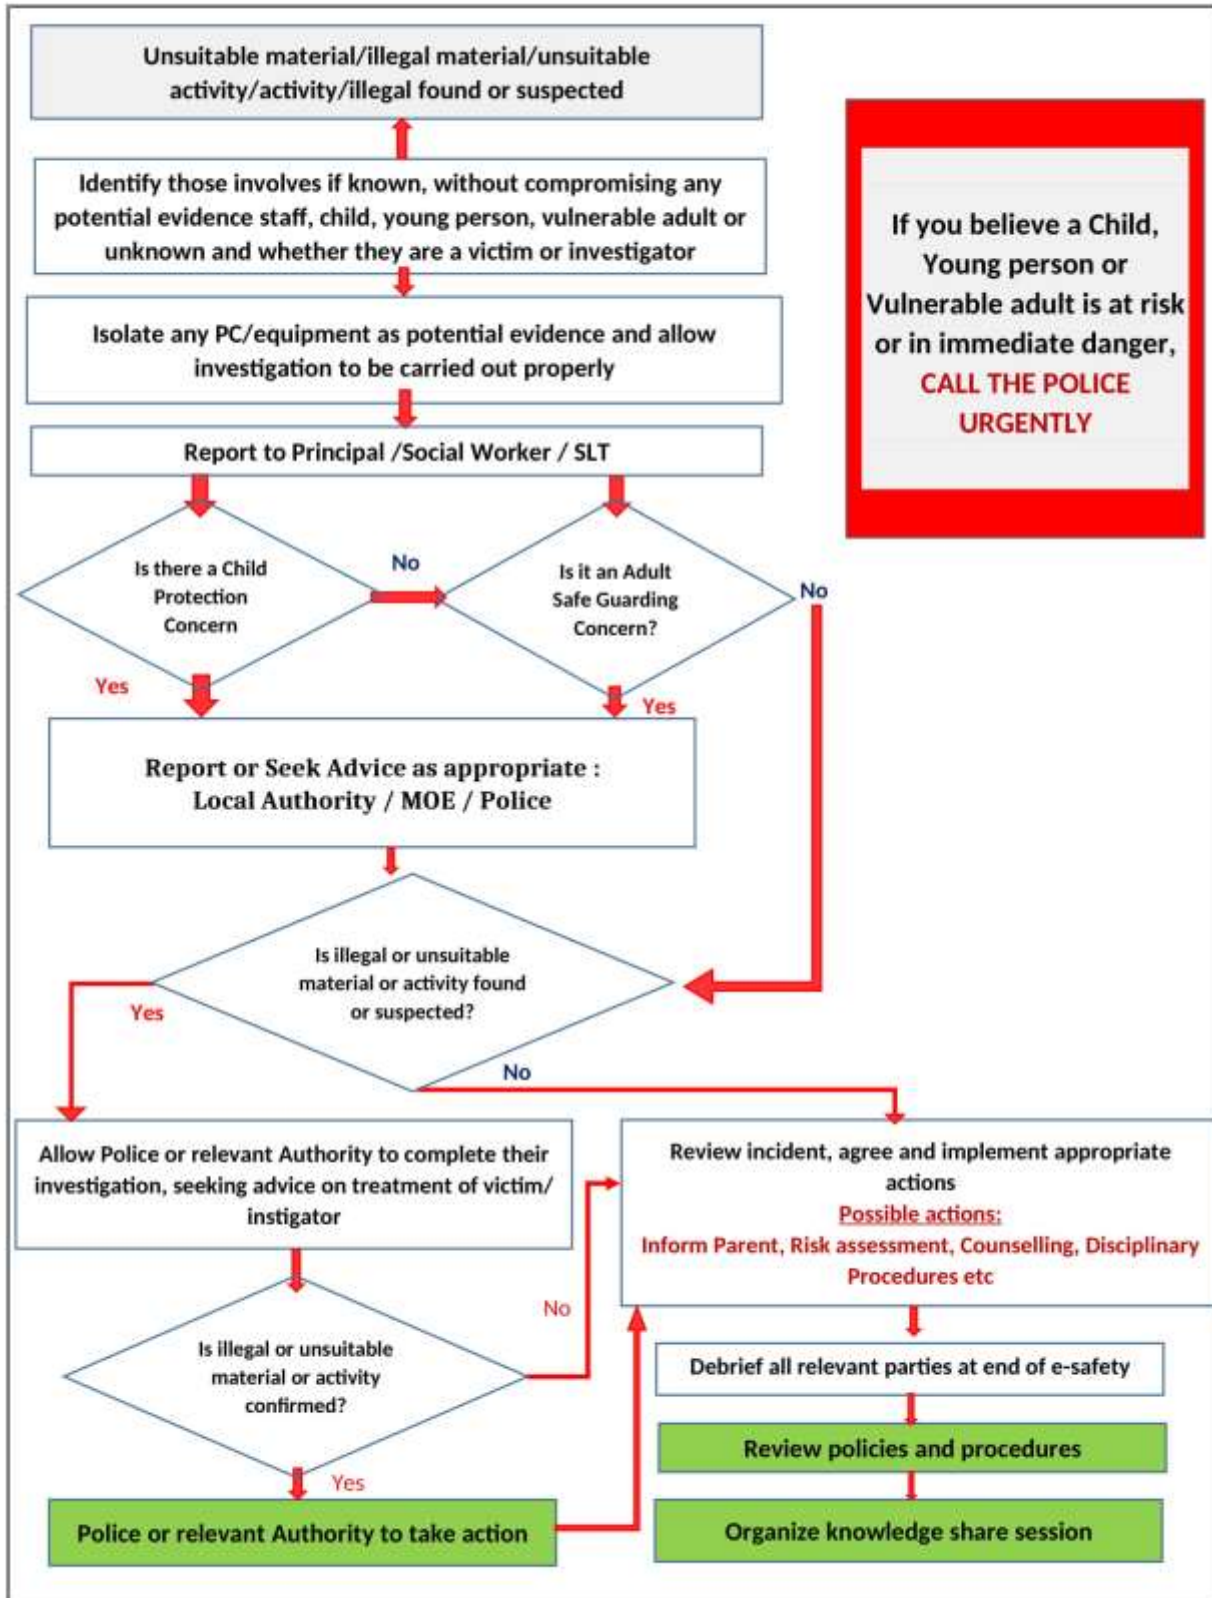 Unsuitable material/illegal material/unsuitable
activity/activity/illegal found or suspected
Identify those involves if known, without compromising any
potential evidence staff, child, young person, vulnerable adult or
unknown and whether they are a victim or investigator
If you believe a Child,
Young person or
Vulnerable adult is at risk
or in immediate danger,
CALL THE POLICE
URGENTLY
Isolate any PC/equipment as potential evidence and allow
investigation to be carried out properly
Report to Principal /Social Worker / SLT
Is there a Child
Protection
Concern
No
Is it an Adult
Safe Guarding
Concern?
No
Yes
Yes
Report or Seek Advice as appropriate :
Local Authority / MOE / Police
Is illegal or unsuitable
material or activity found
or suspected?
Yes
No
Allow Police or relevant Authority to complete their
investigation, seeking advice on treatment of victim/
instigator
Review incident, agree and implement appropriate
actions
Possible actions:
Inform Parent, Risk assessment, Counselling, Disciplinary
Procedures etc
No
Is illegal or unsuitable
material or activity
confirmed?
Debrief all relevant parties at end of e-safety
Review policies and procedures
Yes
Police or relevant Authority to take action
Organize knowledge share session